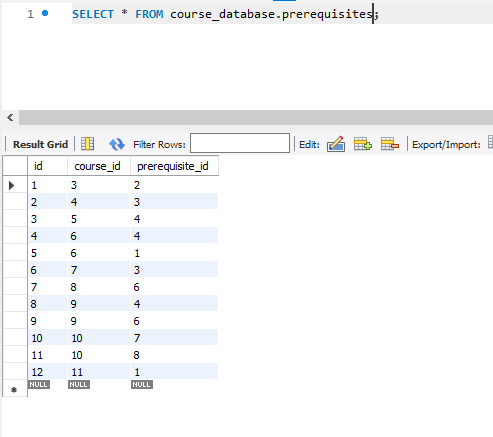 1 SELECT * FROM course_database.prerequisites;
Result Grid Filter Rows: Edit: Export/Import:
id course_id prerequisite_id
1 3 2
2 4 3
3 5 4
4 6 4
5 6 1
6 7 3
7 8 6
8 9 4
9 9 6
10 10 7
11 10 8
12 11 1
NULL NULL NULL